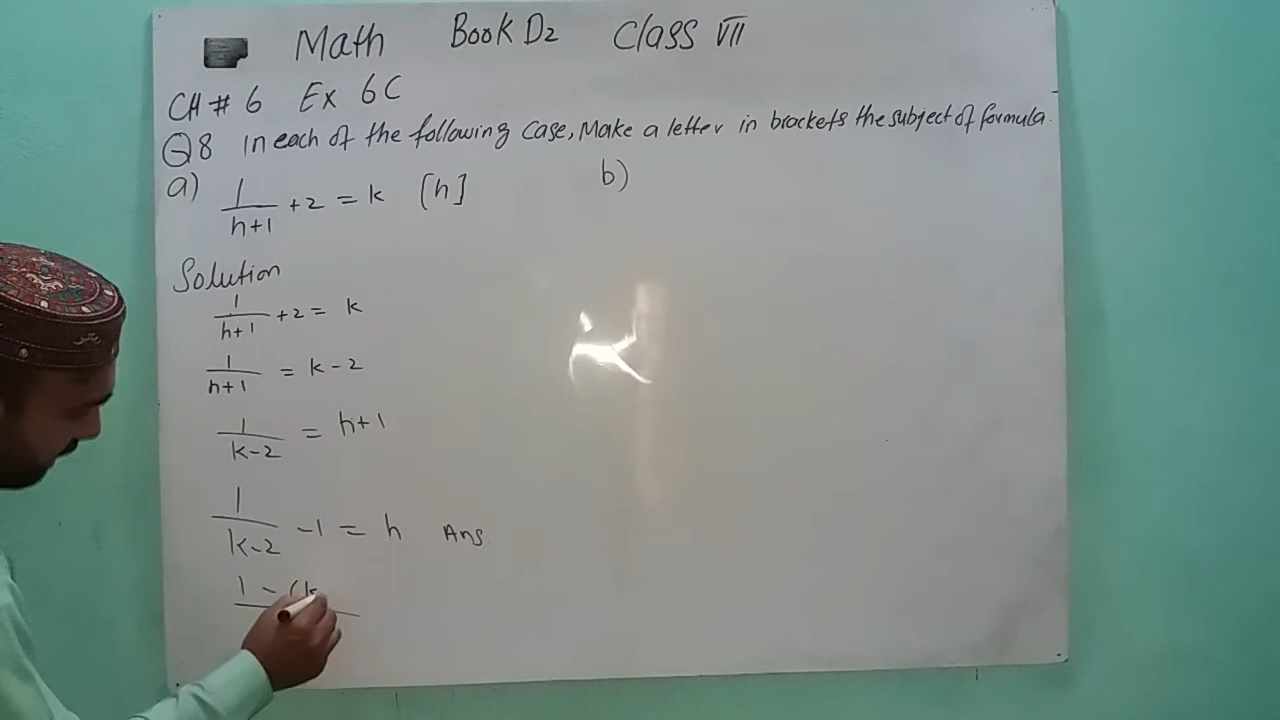 Math Book D2 Class VII
CH # 6 Ex 6C
Q8 In each of the following case, Make a letter in brackets the subject of formula.
a) 1/(h+1) + 2 = k [h] b)
Solution
1/(h+1) + 2 = k
1/(h+1) = k - 2
1/(k-2) = h+1
1/(k-2) - 1 = h Ans
1 - (k